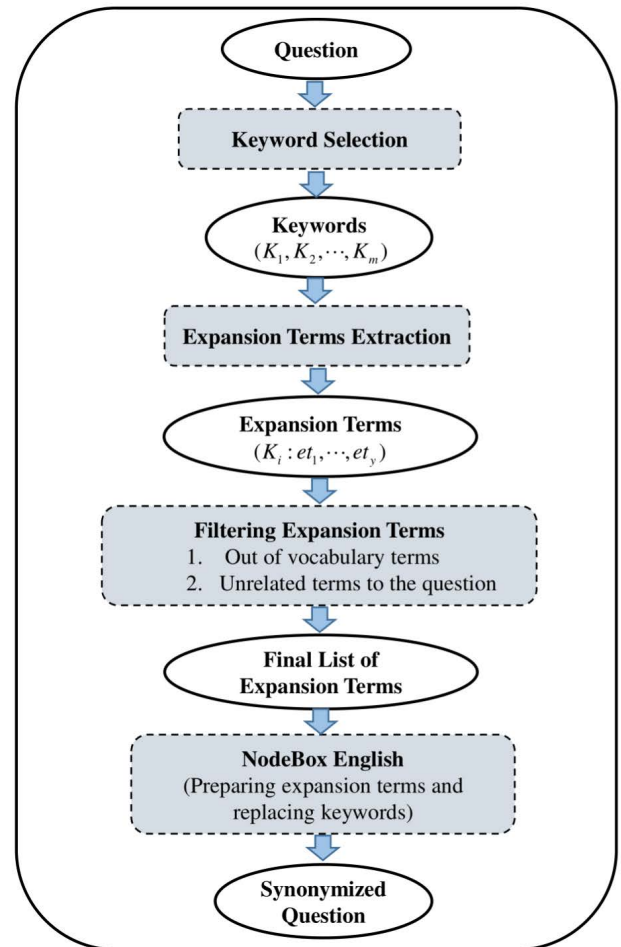 Question
Keyword Selection
Keywords
(K₁, K₂, ⋯, Kₘ)
Expansion Terms Extraction
Expansion Terms
(Kᵢ : et₁, ⋯, et_y)
Filtering Expansion Terms
1. Out of vocabulary terms
2. Unrelated terms to the question
Final List of
Expansion Terms
NodeBox English
(Preparing expansion terms and
replacing keywords)
Synonymized
Question